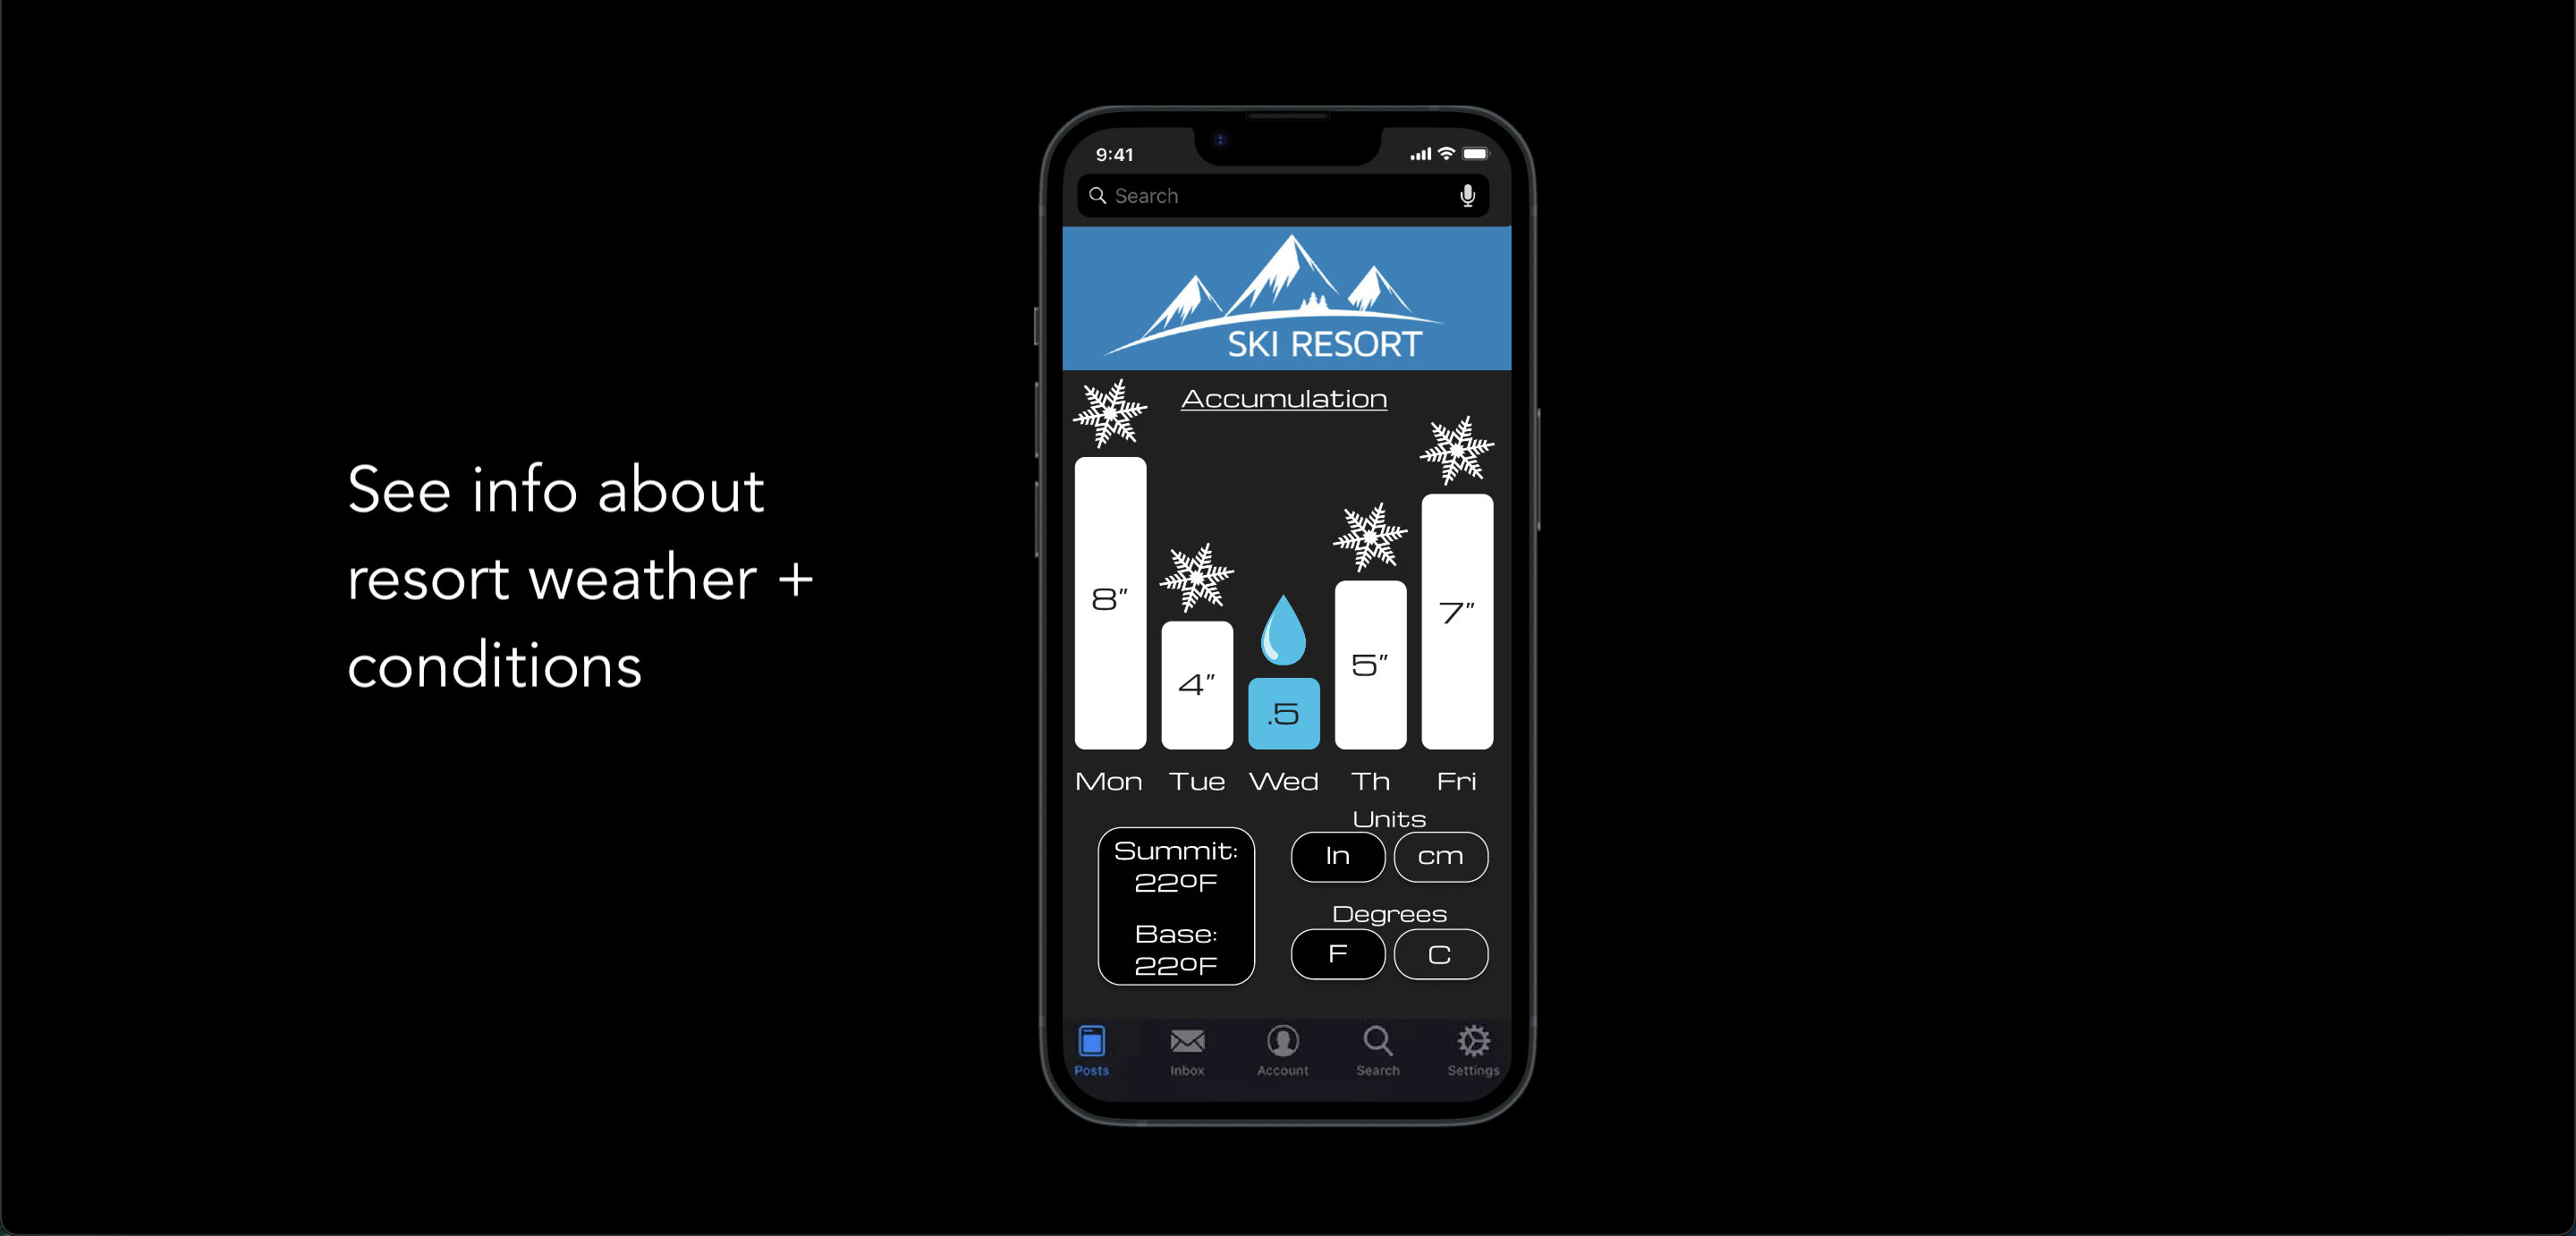 See info about
resort weather +
conditions
9:41
Search
SKI RESORT
Accumulation
8” 4” .5 5” 7”
Mon Tue Wed Th Fri
Summit:
22ºF
Base:
22ºF
Units
In cm
Degrees
F C
Posts Inbox Account Search Settings